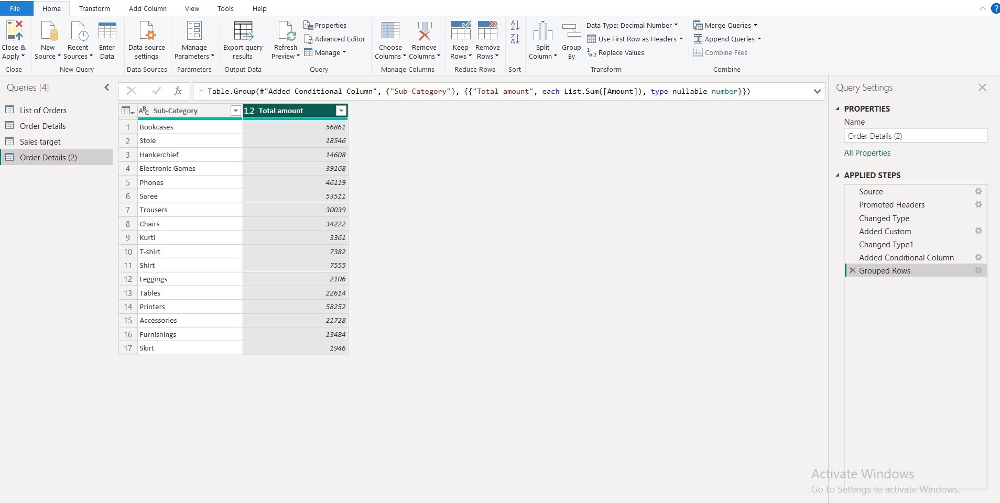 File Home Transform Add Column View Tools Help
Close & Apply
New Source
Recent Sources
Enter Data
Data source settings
Manage Parameters
Export query results
Refresh Preview
Properties
Advanced Editor
Manage
Choose Columns
Remove Columns
Keep Rows
Remove Rows
Split Column
Group By
Data Type: Decimal Number
Use First Row as Headers
Replace Values
Merge Queries
Append Queries
Combine Files
Close New Query Data Sources Parameters Output Data Query Manage Columns Reduce Rows Sort Transform Combine
Queries [4]
List of Orders
Order Details
Sales target
Order Details (2)
fx = Table.Group(#"Added Conditional Column", {"Sub-Category"}, {{"Total amount", each List.Sum([Amount]), type nullable number}})
ABC Sub-Category 1.2 Total amount
1 Bookcases 56861
2 Stole 18546
3 Hankerchief 14608
4 Electronic Games 39168
5 Phones 46119
6 Saree 53511
7 Trousers 30039
8 Chairs 34222
9 Kurti 3361
10 T-shirt 7382
11 Shirt 7555
12 Leggings 2106
13 Tables 22614
14 Printers 58252
15 Accessories 21728
16 Furnishings 13484
17 Skirt 1946
Query Settings
PROPERTIES
Name
Order Details (2)
All Properties
APPLIED STEPS
Source
Promoted Headers
Changed Type
Added Custom
Changed Type1
Added Conditional Column
Grouped Rows
Activate Windows
Go to Settings to activate Windows.